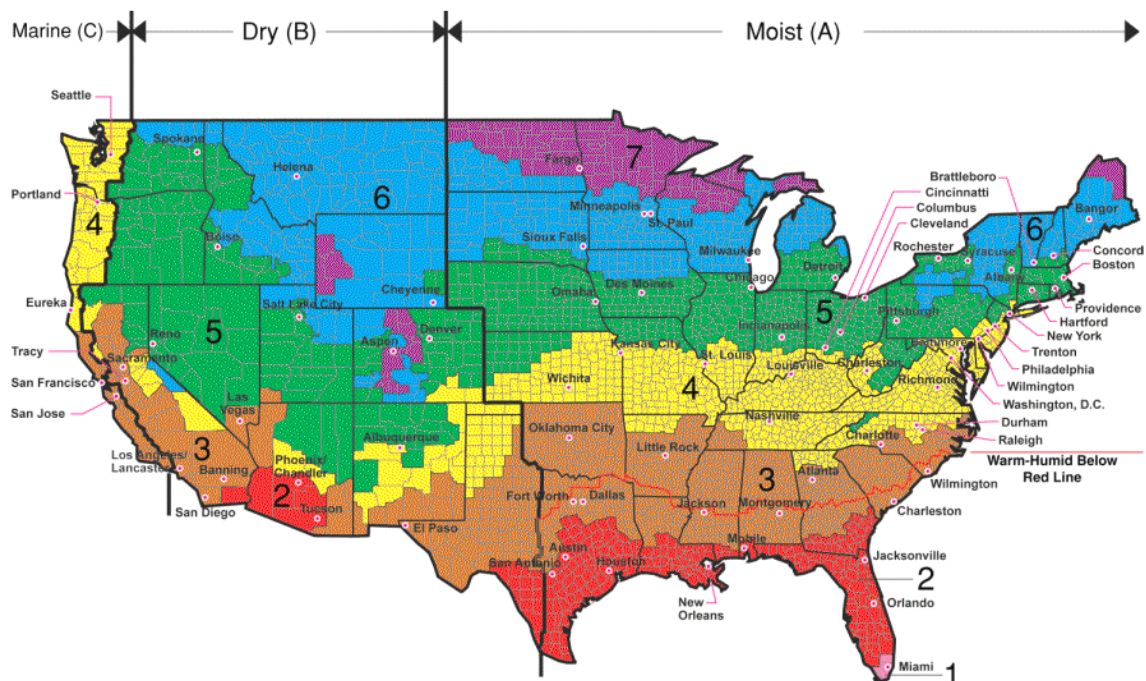 Marine (C)
Dry (B)
Moist (A)
Seattle
Spokane
Helena
6
Fargo
7
Brattleboro
Cincinnatti
Columbus
Cleveland
Portland
4
Boise
Minneapolis
St. Paul
Sioux Falls
Milwaukee
Rochester
Syracuse
6
Bangor
Concord
Boston
Albany
Detroit
Chicago
Eureka
Salt Lake City
Cheyenne
Omaha
Des Moines
5
Pittsburgh
Providence
Hartford
New York
Reno
5
Aspen
Denver
Indianapolis
Trenton
Tracy
Sacramento
Kansas City
St. Louis
Louisville
Charleston
Baltimore
Philadelphia
San Francisco
Wichita
4
Richmond
Wilmington
San Jose
Las
Vegas
Washington, D.C.
Nashville
3
Albuquerque
Oklahoma City
Durham
Charlotte
Raleigh
Los Angeles/
Lancaster
Banning
Phoenix/
Chandler
2
Little Rock
Atlanta
3
Warm-Humid Below
Red Line
Wilmington
San Diego
Tucson
El Paso
Fort Worth
Dallas
Jackson
Montgomery
Charleston
Austin
San Antonio
Houston
Mobile
Jacksonville
2
New
Orleans
Orlando
Miami
1